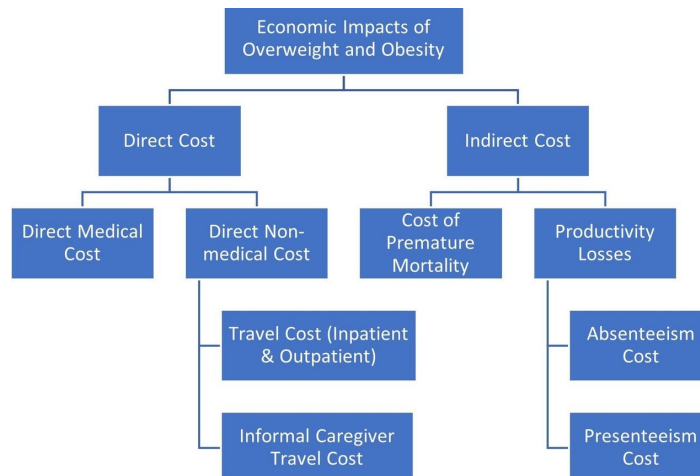 Economic Impacts of
Overweight and Obesity
Direct Cost
Indirect Cost
Direct Medical
Cost
Direct Non-
medical Cost
Cost of
Premature
Mortality
Productivity
Losses
Travel Cost (Inpatient
& Outpatient)
Absenteeism
Cost
Informal Caregiver
Travel Cost
Presenteeism
Cost